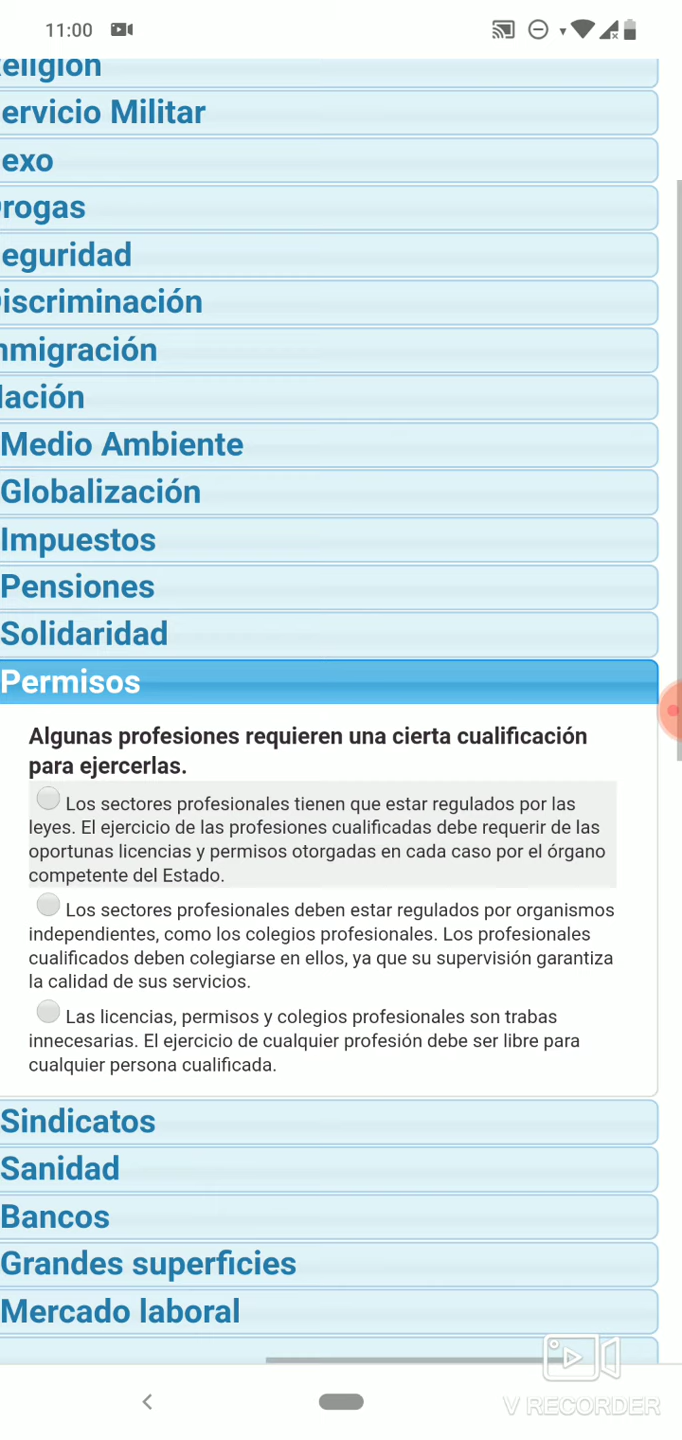 11:00
eligión
ervicio Militar
exo
rogas
eguridad
iscriminación
nmigración
lación
Medio Ambiente
Globalización
Impuestos
Pensiones
Solidaridad
Permisos
Algunas profesiones requieren una cierta cualificación
para ejercerlas.
Los sectores profesionales tienen que estar regulados por las
leyes. El ejercicio de las profesiones cualificadas debe requerir de las
oportunas licencias y permisos otorgadas en cada caso por el órgano
competente del Estado.
Los sectores profesionales deben estar regulados por organismos
independientes, como los colegios profesionales. Los profesionales
cualificados deben colegiarse en ellos, ya que su supervisión garantiza
la calidad de sus servicios.
Las licencias, permisos y colegios profesionales son trabas
innecesarias. El ejercicio de cualquier profesión debe ser libre para
cualquier persona cualificada.
Sindicatos
Sanidad
Bancos
Grandes superficies
Mercado laboral
V RECORDER